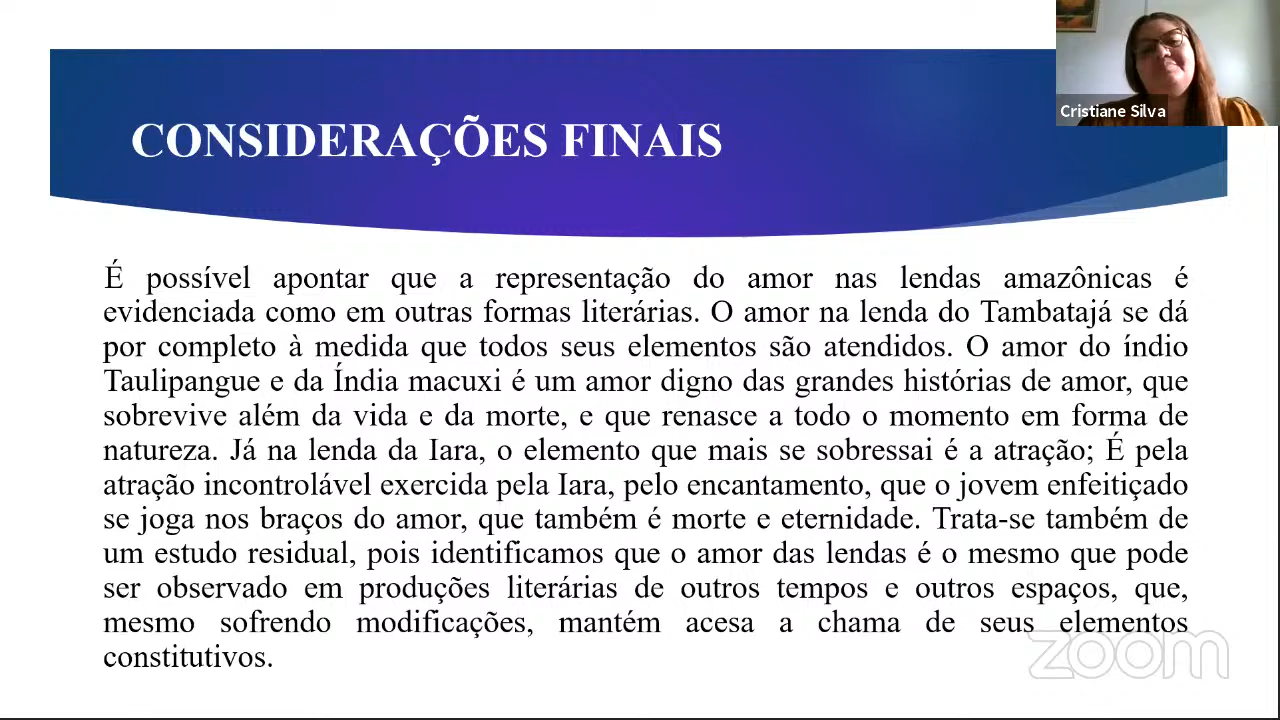 Cristiane Silva
CONSIDERAÇÕES FINAIS
É possível apontar que a representação do amor nas lendas amazônicas é
evidenciada como em outras formas literárias. O amor na lenda do Tambatajá se dá
por completo à medida que todos seus elementos são atendidos. O amor do índio
Taulipangue e da Índia macuxi é um amor digno das grandes histórias de amor, que
sobrevive além da vida e da morte, e que renasce a todo o momento em forma de
natureza. Já na lenda da Iara, o elemento que mais se sobressai é a atração; É pela
atração incontrolável exercida pela Iara, pelo encantamento, que o jovem enfeitiçado
se joga nos braços do amor, que também é morte e eternidade. Trata-se também de
um estudo residual, pois identificamos que o amor das lendas é o mesmo que pode
ser observado em produções literárias de outros tempos e outros espaços, que,
mesmo sofrendo modificações, mantém acesa a chama de seus elementos
constitutivos.
zoom